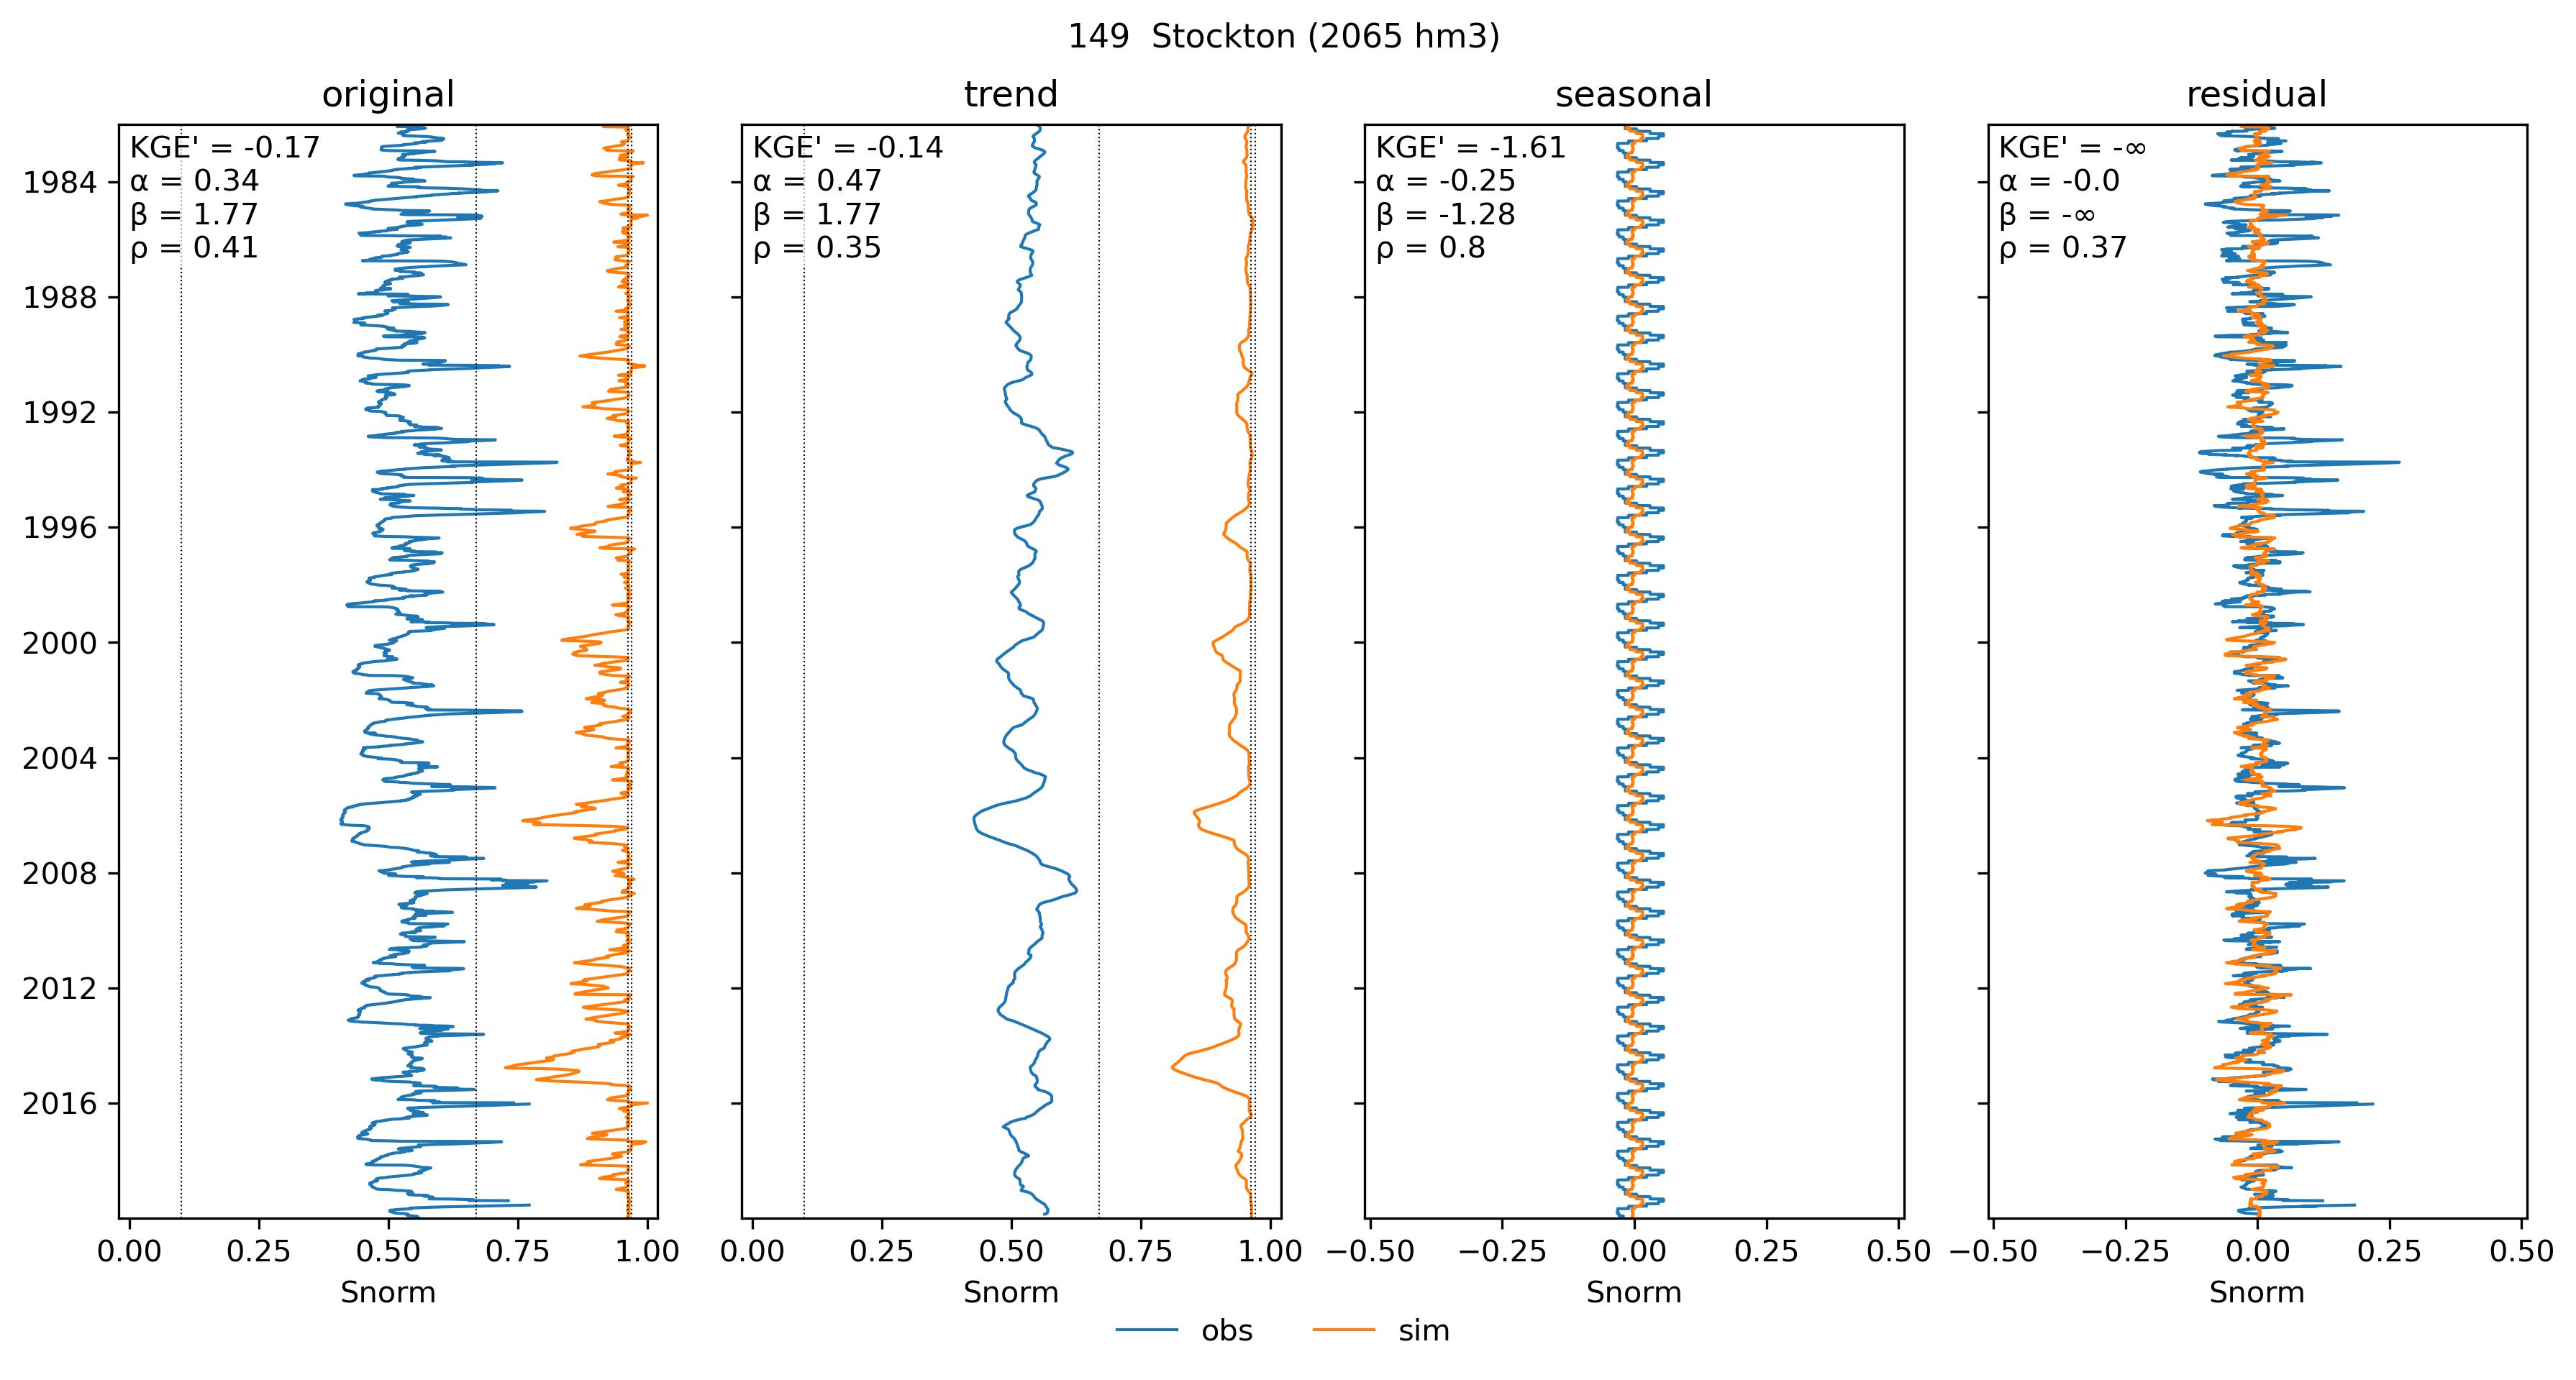 149  Stockton (2065 hm3)
original
trend
seasonal
residual
KGE' = -0.17
α = 0.34
β = 1.77
ρ = 0.41
KGE' = -0.14
α = 0.47
β = 1.77
ρ = 0.35
KGE' = -1.61
α = -0.25
β = -1.28
ρ = 0.8
KGE' = -∞
α = -0.0
β = -∞
ρ = 0.37
1984
1988
1992
1996
2000
2004
2008
2012
2016
0.00 0.25 0.50 0.75 1.00
0.00 0.25 0.50 0.75 1.00
−0.50 −0.25 0.00 0.25 0.50
−0.50 −0.25 0.00 0.25 0.50
Snorm
Snorm
Snorm
Snorm
obs
sim